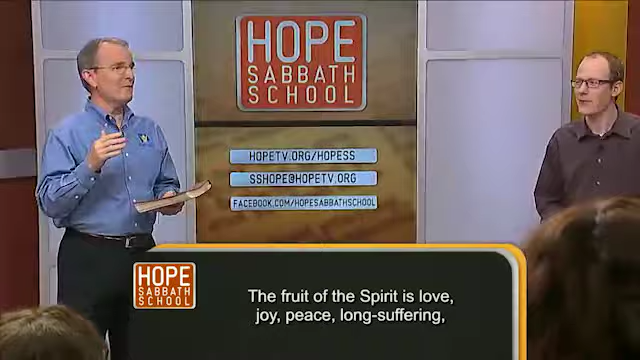 HOPE
SABBATH
SCHOOL
HOPETV.ORG/HOPESS
SSHOPE@HOPETV.ORG
FACEBOOK.COM/HOPESABBATHSCHOOL
HOPE
SABBATH
SCHOOL
The fruit of the Spirit is love,
joy, peace, long-suffering,